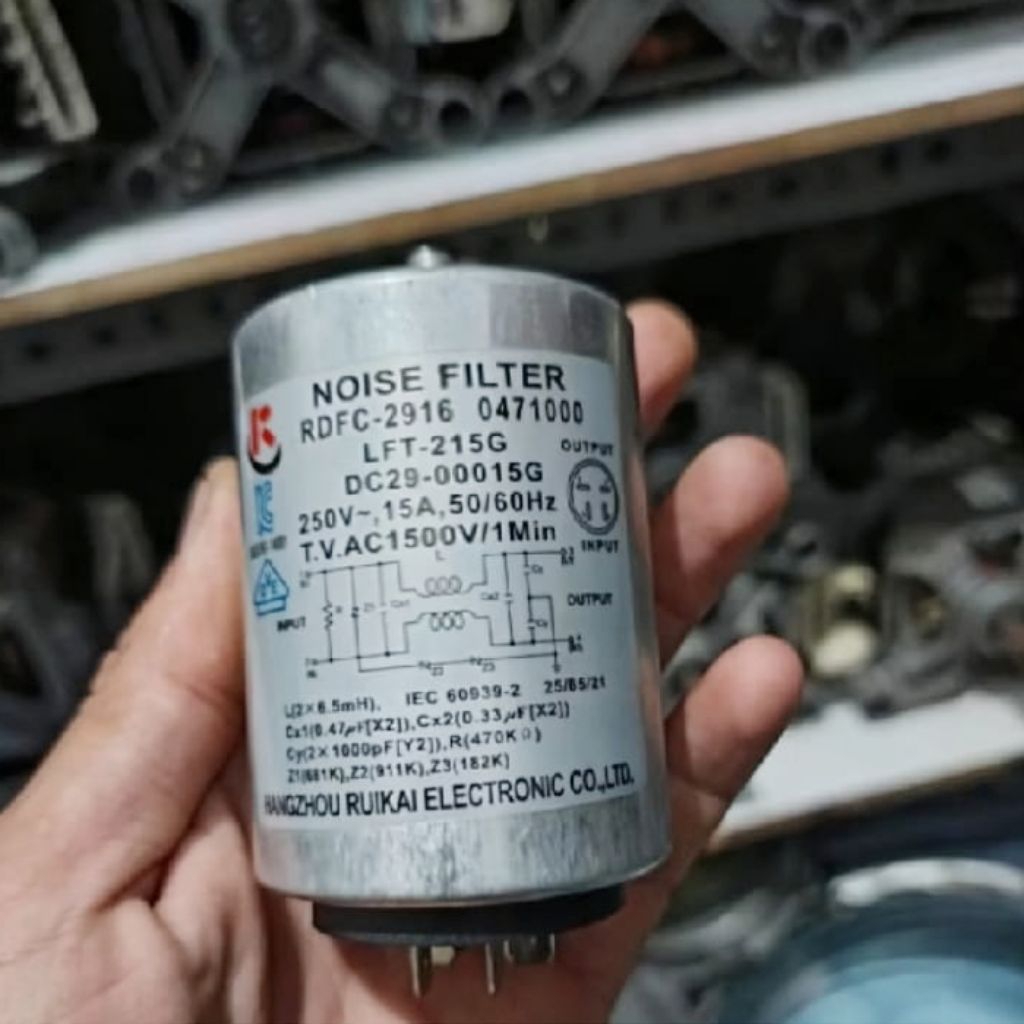 NOISE FILTER
RDFC-2916 0471000
LFT-215G
DC29-00015G
250V~,15A,50/60Hz
T.V.AC1500V/1Min
OUTPUT
INPUT
L
INPUT
OUTPUT
L(2×6.5mH), IEC 60939-2 25/85/21
Cx1(0.47μF[X2]),Cx2(0.33μF[X2])
Cy(2×1000pF[Y2]),R(470KΩ)
Z1(681K),Z2(911K),Z3(182K)
HANGZHOU RUIKAI ELECTRONIC CO.,LTD.